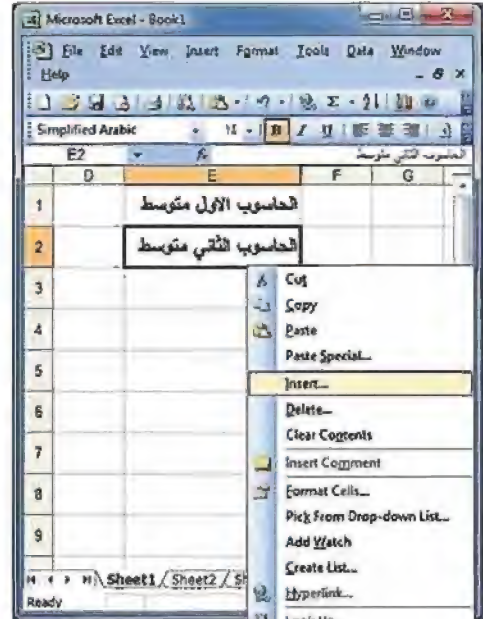 Microsoft Excel - Book1
File Edit View Insert Format Tools Data Window
Help
Simplified Arabic 14 B I U
E2 fx الحاسوب الثاني متوسط
D E F G
1 الحاسوب الاول متوسط
2 الحاسوب الثاني متوسط
3
4
5
6
7
8
9
Cut
Copy
Paste
Paste Special...
Insert...
Delete...
Clear Contents
Insert Comment
Format Cells...
Pick From Drop-down List...
Add Watch
Create List...
Hyperlink...
Sheet1 / Sheet2 / Sh
Ready